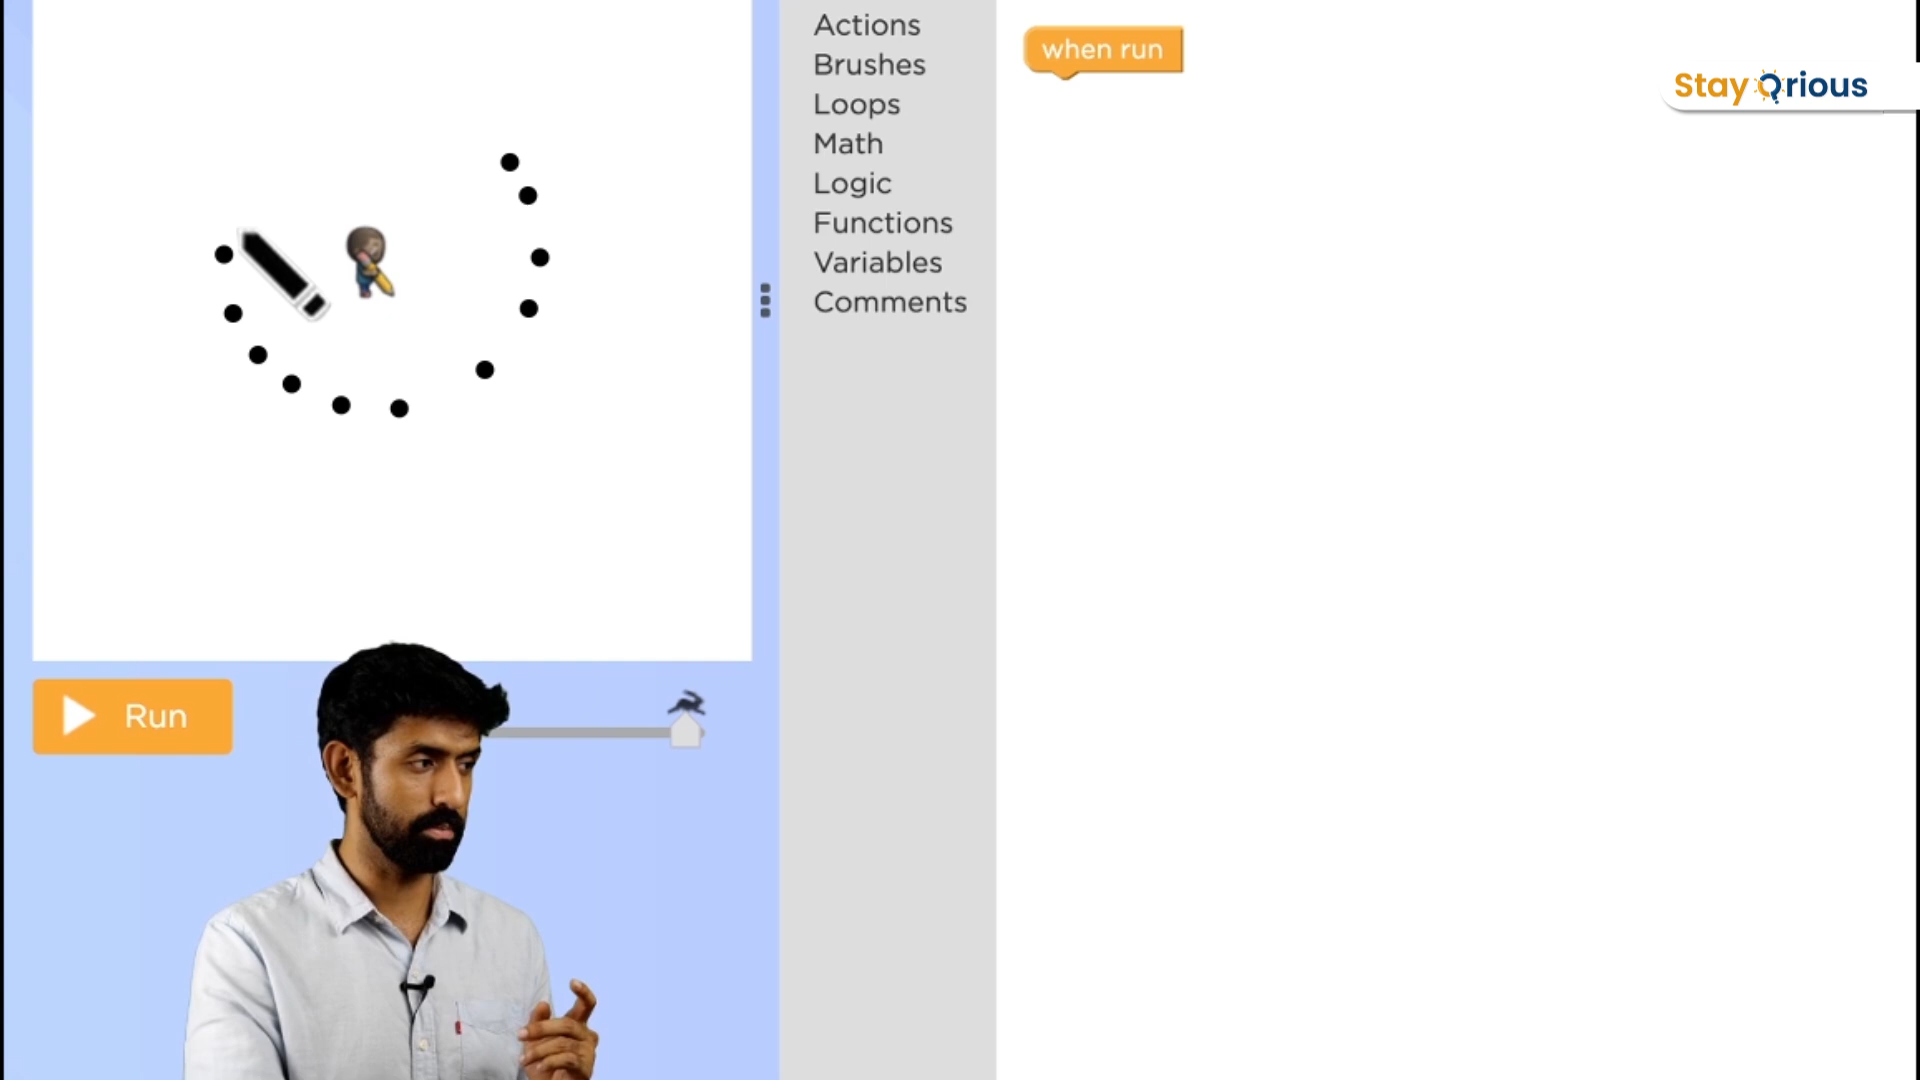 Actions
Brushes
Loops
Math
Logic
Functions
Variables
Comments
when run
Stay Qrious
Run